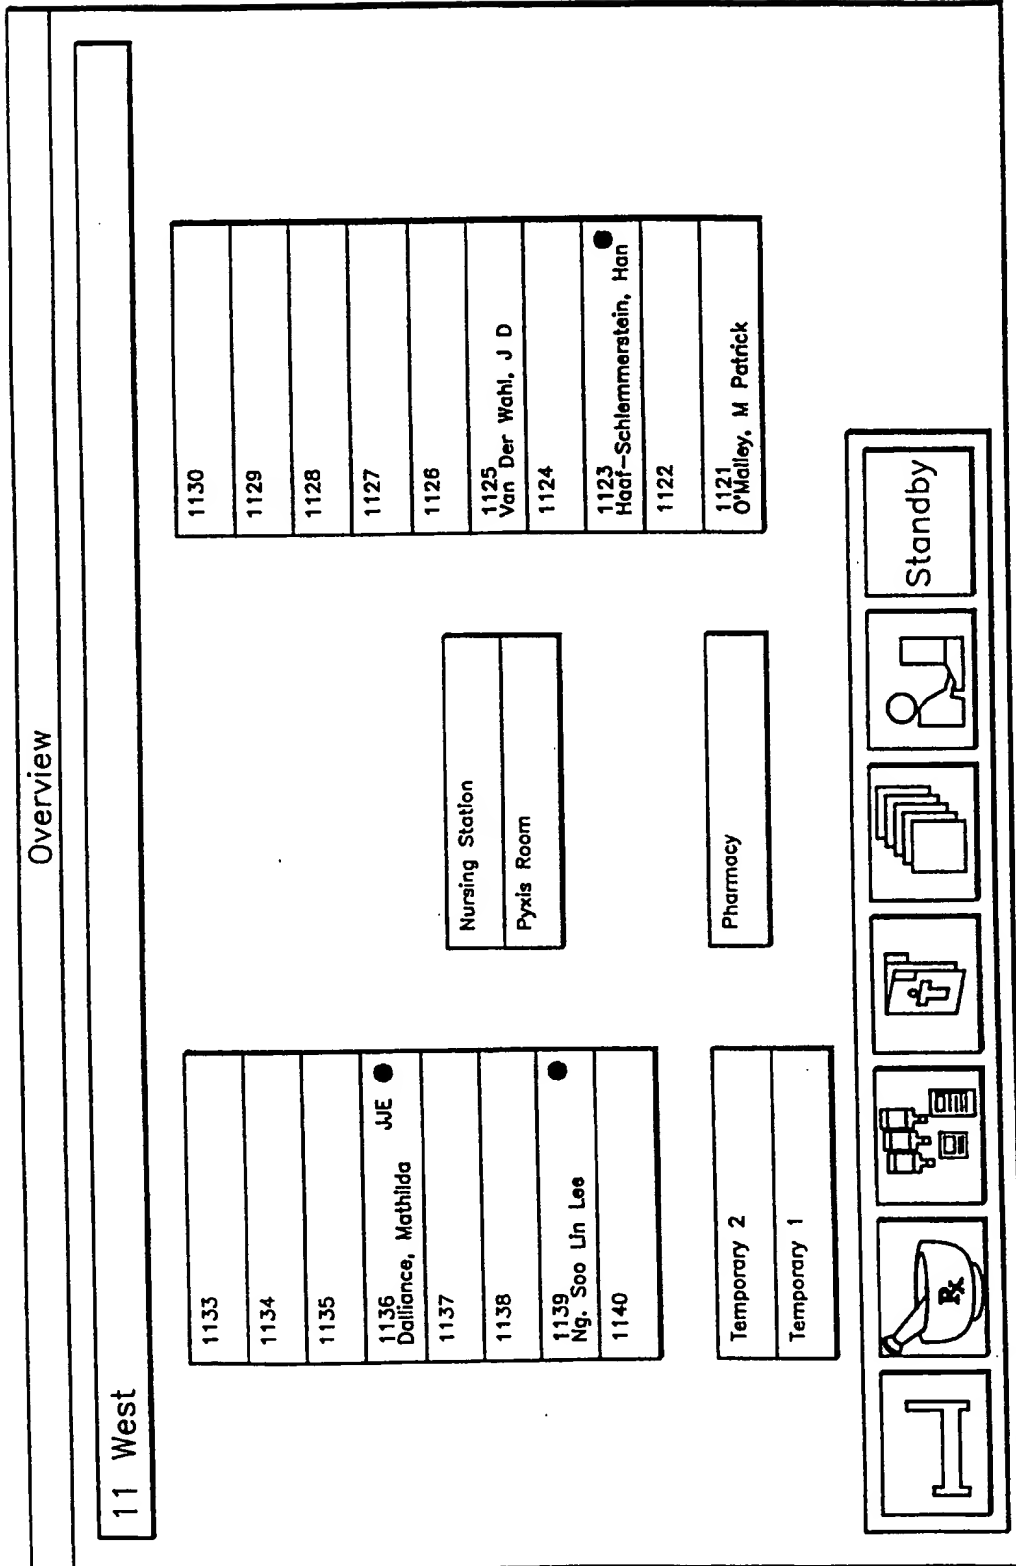 Overview
11 West
1133
1134
1135
1136 JJE
Dalliance, Mathilda
1137
1138
1139
Ng. Soo Lin Lee
1140
Temporary 2
Temporary 1
Nursing Station
Pyxis Room
Pharmacy
1130
1129
1128
1127
1126
1125
Van Der Wahl, J D
1124
1123
Haaf-Schlemmerstein, Han
1122
1121
O'Malley, M Patrick
Rx
Standby